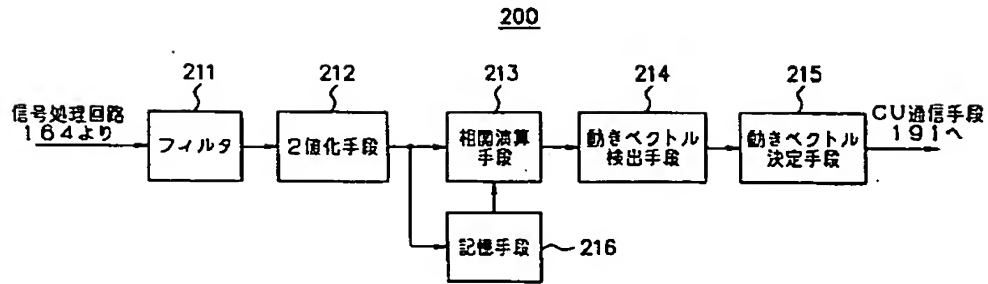 200
211
212
213
214
215
信号処理回路
164より
フィルタ
2値化手段
相関演算
手段
動きベクトル
検出手段
動きベクトル
決定手段
CU通信手段
191へ
記憶手段
216